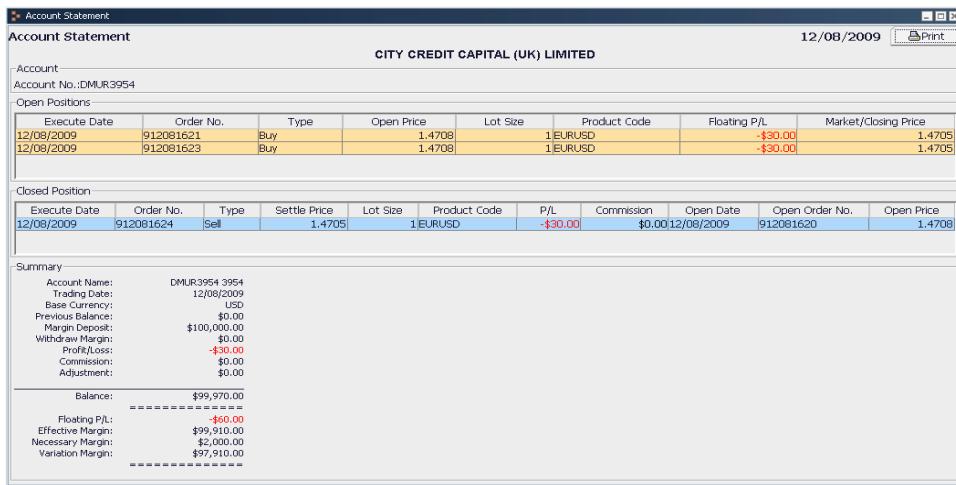 Account Statement
Account Statement 12/08/2009 Print
CITY CREDIT CAPITAL (UK) LIMITED
Account
Account No.:DMUR3954
Open Positions
Execute Date Order No. Type Open Price Lot Size Product Code Floating P/L Market/Closing Price
12/08/2009 912081621 Buy 1.4708 1 EURUSD -$30.00 1.4705
12/08/2009 912081623 Buy 1.4708 1 EURUSD -$30.00 1.4705
Closed Position
Execute Date Order No. Type Settle Price Lot Size Product Code P/L Commission Open Date Open Order No. Open Price
12/08/2009 912081624 Sell 1.4705 1 EURUSD -$30.00 $0.00 12/08/2009 912081620 1.4708
Summary
Account Name: DMUR3954 3954
Trading Date: 12/08/2009
Base Currency: USD
Previous Balance: $0.00
Margin Deposit: $100,000.00
Withdraw Margin: $0.00
Profit/Loss: -$30.00
Commission: $0.00
Adjustment: $0.00
Balance: $99,970.00
==============
Floating P/L: -$60.00
Effective Margin: $99,910.00
Necessary Margin: $2,000.00
Variation Margin: $97,910.00
==============